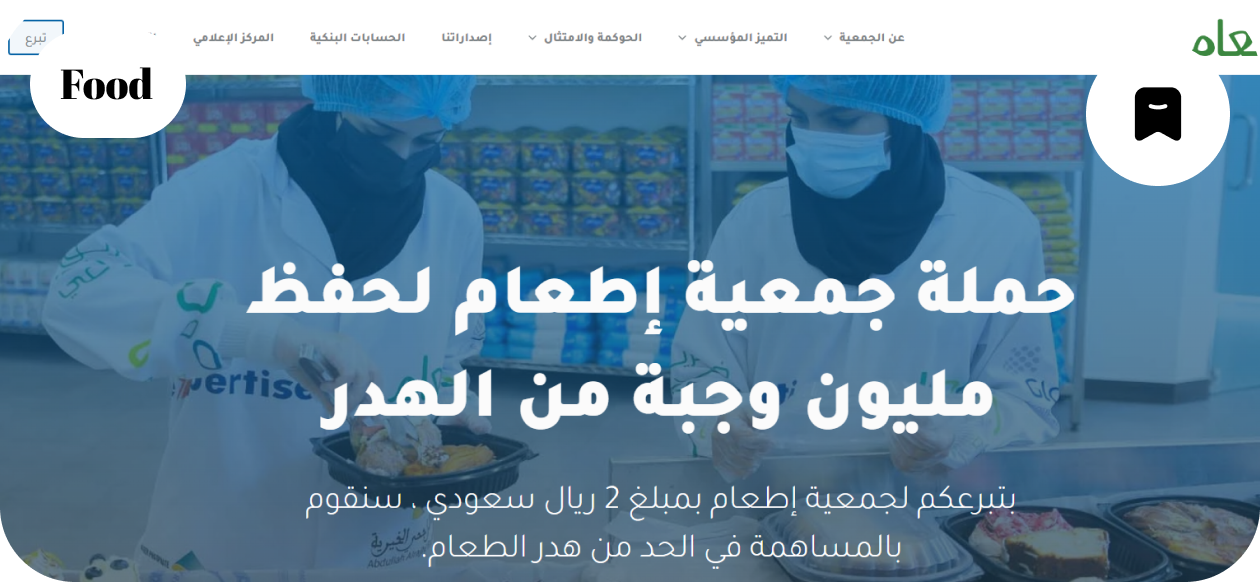 عن الجمعية
التميز المؤسسي
الحوكمة والامتثال
إصداراتنا
الحسابات البنكية
المركز الإعلامي
تبرع
Food
حملة جمعية إطعام لحفظ
مليون وجبة من الهدر
بتبرعكم لجمعية إطعام بمبلغ 2 ريال سعودي ، سنقوم
بالمساهمة في الحد من هدر الطعام.